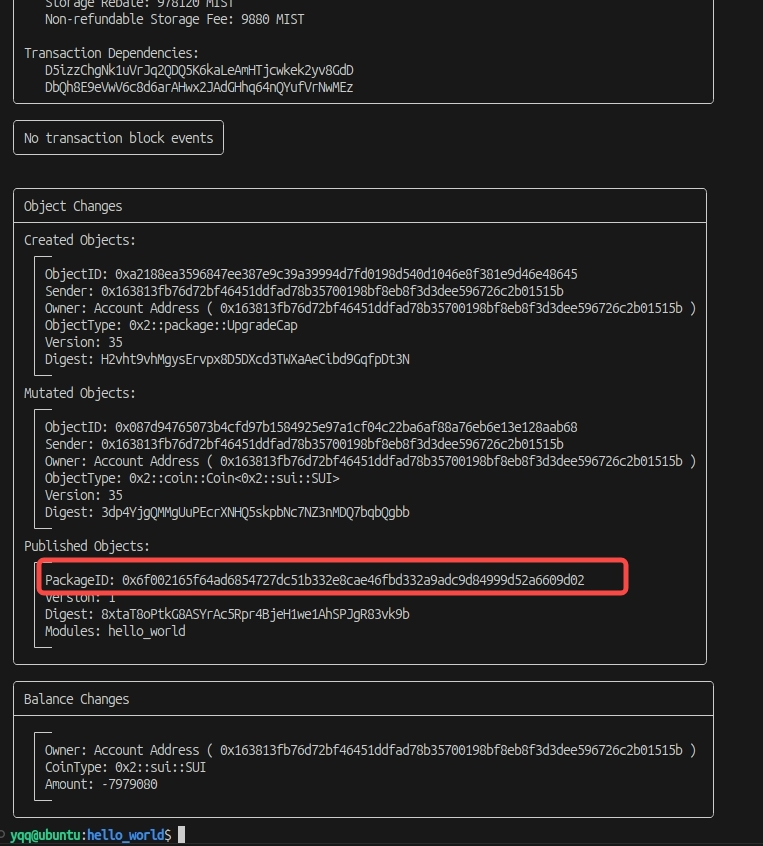 Storage Rebate: 978120 MIST
Non-refundable Storage Fee: 9880 MIST
Transaction Dependencies:
D5izzChgNk1uVrJq2QDQ5K6kaLeAmHTjcwkek2yv8GdD
DbQh8E9eVwV6c8d6arAHwx2JAdGHhq64nQYufVrNwMEz
No transaction block events
Object Changes
Created Objects:
ObjectID: 0xa2188ea3596847ee387e9c39a39994d7fd0198d540d1046e8f381e9d46e48645
Sender: 0x163813fb76d72bf46451ddfad78b35700198bf8eb8f3d3dee596726c2b01515b
Owner: Account Address ( 0x163813fb76d72bf46451ddfad78b35700198bf8eb8f3d3dee596726c2b01515b )
ObjectType: 0x2::package::UpgradeCap
Version: 35
Digest: H2vht9vhMgysErvpx8D5DXcd3TWXaAeCibd9GqfpDt3N
Mutated Objects:
ObjectID: 0x087d94765073b4cfd97b1584925e97a1cf04c22ba6af88a76eb6e13e128aab68
Sender: 0x163813fb76d72bf46451ddfad78b35700198bf8eb8f3d3dee596726c2b01515b
Owner: Account Address ( 0x163813fb76d72bf46451ddfad78b35700198bf8eb8f3d3dee596726c2b01515b )
ObjectType: 0x2::coin::Coin<0x2::sui::SUI>
Version: 35
Digest: 3dp4YjgQMMgUuPEcrXNHQ5skpbNc7NZ3nMDQ7bqbQgbb
Published Objects:
PackageID: 0x6f002165f64ad6854727dc51b332e8cae46fbd332a9adc9d84999d52a6609d02
Version: 1
Digest: 8xtaT8oPtkG8ASYrAc5Rpr4BjeH1we1AhSPJgR83vk9b
Modules: hello_world
Balance Changes
Owner: Account Address ( 0x163813fb76d72bf46451ddfad78b35700198bf8eb8f3d3dee596726c2b01515b )
CoinType: 0x2::sui::SUI
Amount: -7979080
yqq@ubuntu:hello_world$